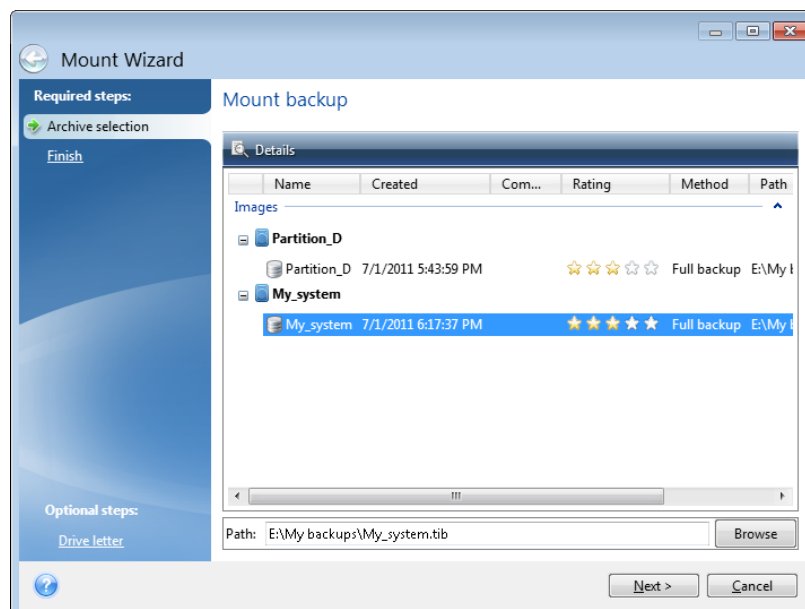 Mount Wizard
Required steps:
Archive selection
Finish
Optional steps:
Drive letter
Mount backup
Details
Name Created Com... Rating Method Path
Images
Partition_D
Partition_D 7/1/2011 5:43:59 PM Full backup E:\My
My_system
My_system 7/1/2011 6:17:37 PM Full backup E:\My
Path: E:\My backups\My_system.tib Browse
Next > Cancel